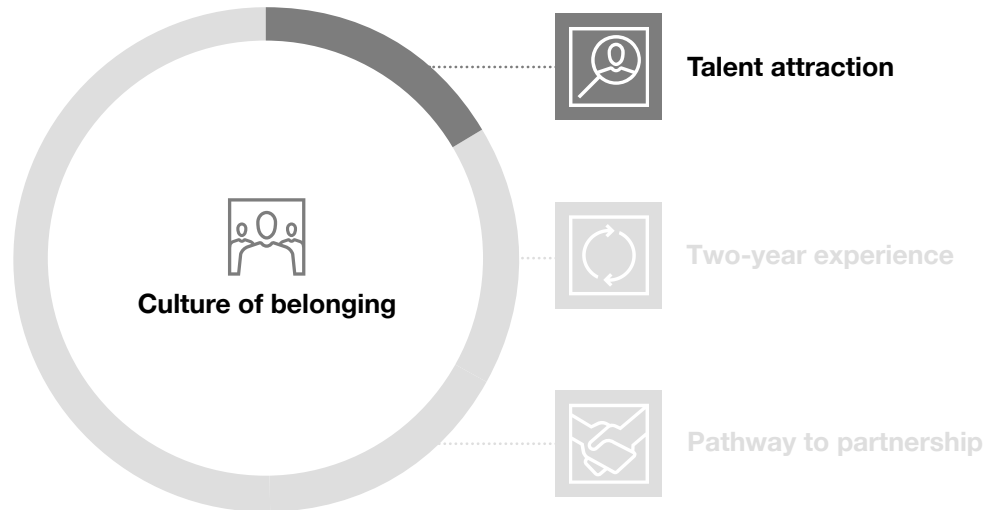 Talent attraction
Culture of belonging
Two-year experience
Pathway to partnership